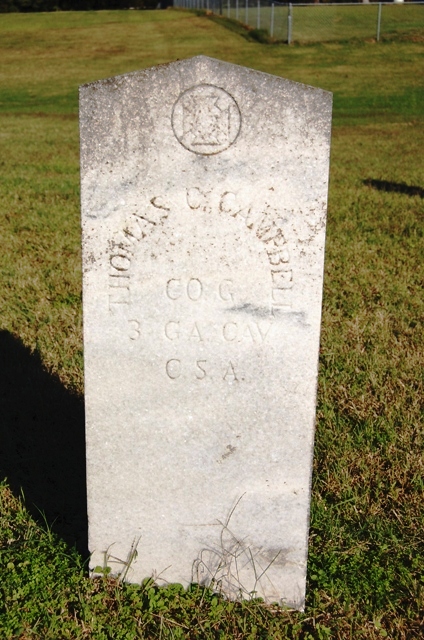 THOMAS C. CAMPBELL
CO G
3 GA CAV
C S A